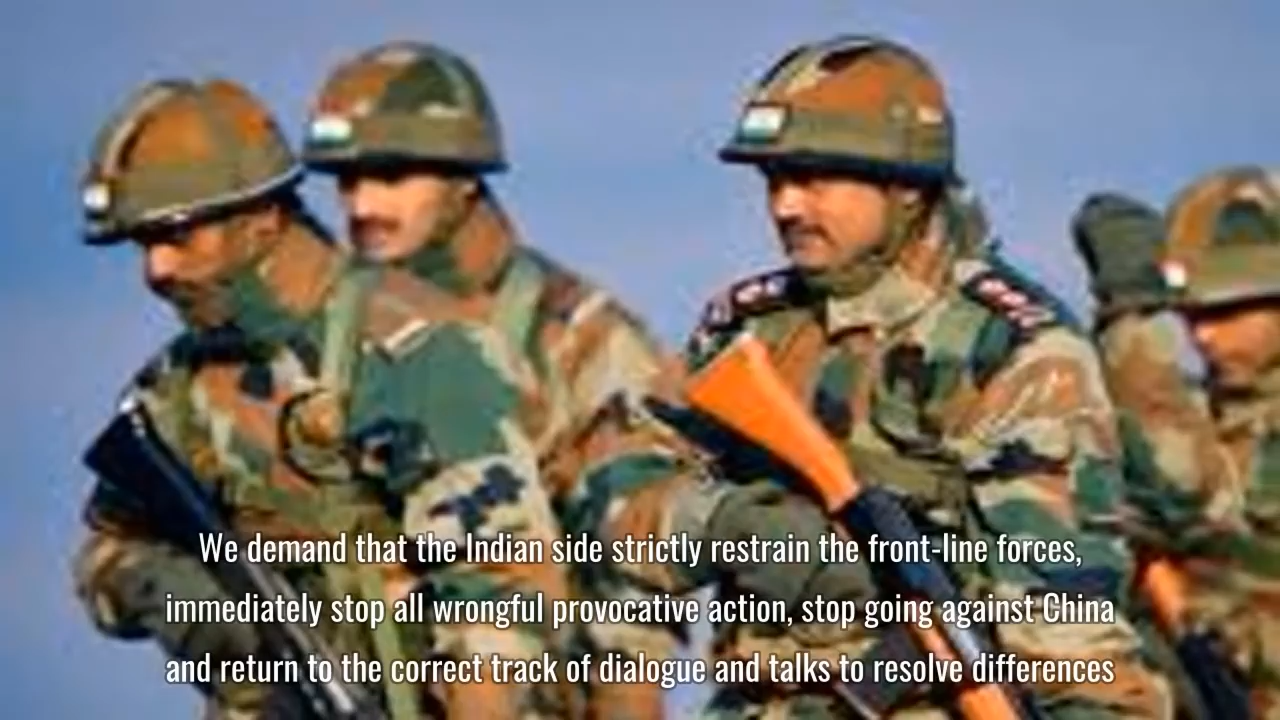 We demand that the Indian side strictly restrain the front-line forces,
immediately stop all wrongful provocative action, stop going against China
and return to the correct track of dialogue and talks to resolve differences